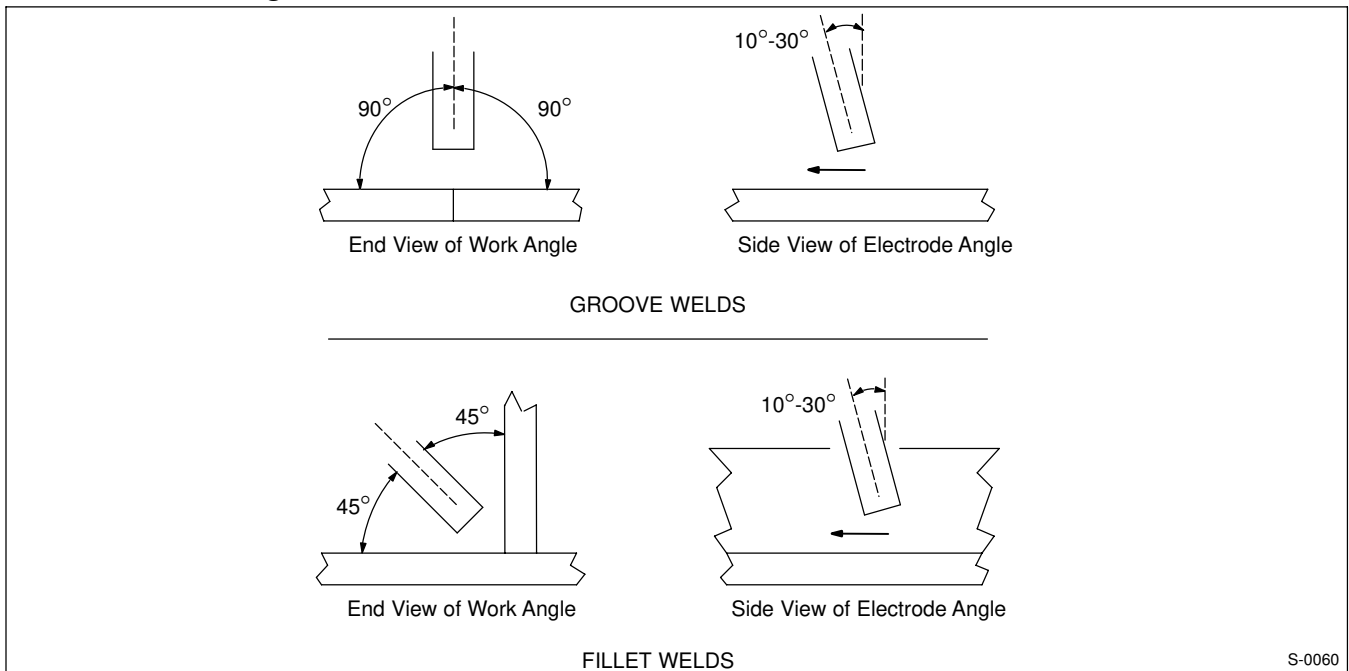 10°-30°
90°
90°
End View of Work Angle
Side View of Electrode Angle
GROOVE WELDS
45°
10°-30°
45°
End View of Work Angle
Side View of Electrode Angle
FILLET WELDS
S-0060